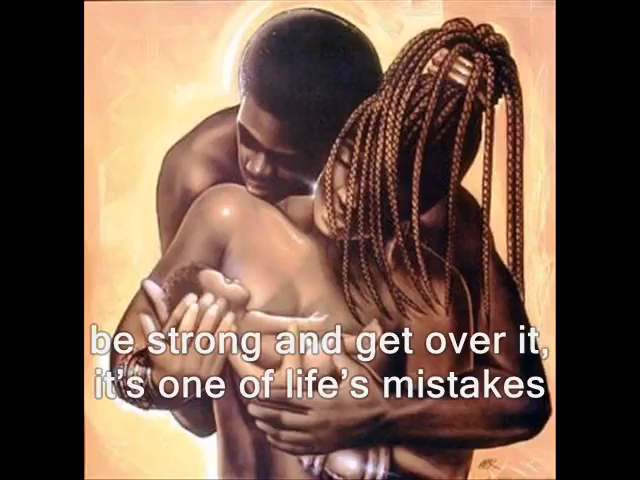 be strong and get over it,
it's one of life's mistakes